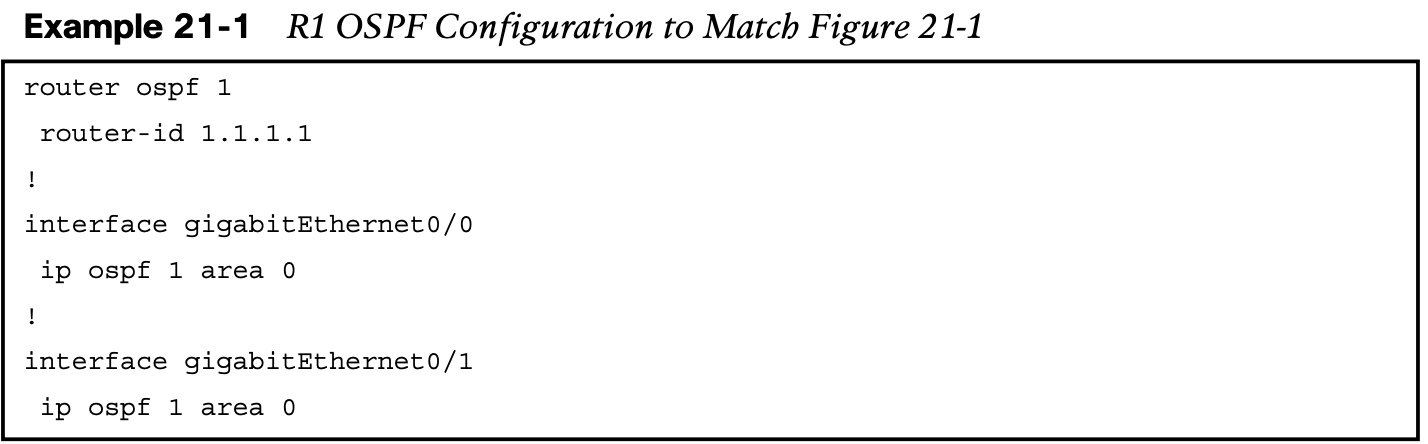 Example 21-1 R1 OSPF Configuration to Match Figure 21-1
router ospf 1
 router-id 1.1.1.1
!
interface gigabitEthernet0/0
 ip ospf 1 area 0
!
interface gigabitEthernet0/1
 ip ospf 1 area 0